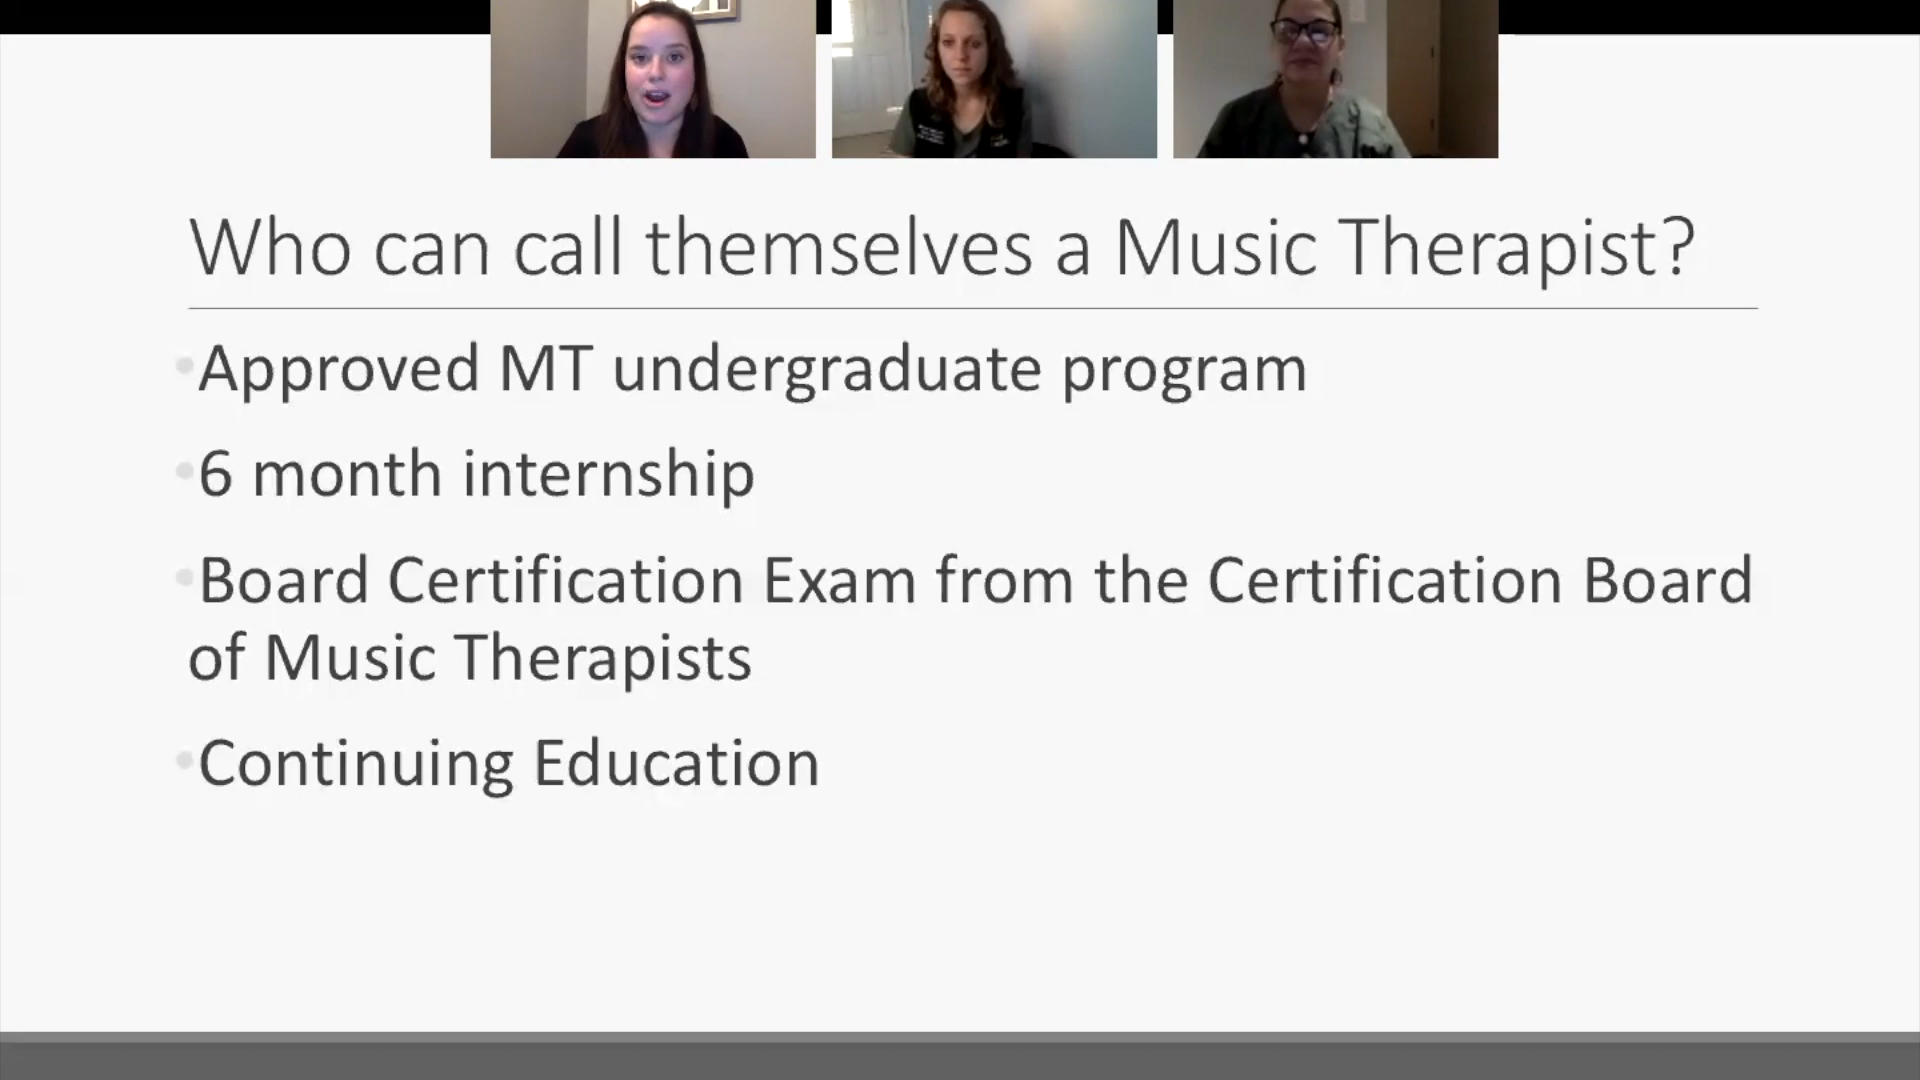 Who can call themselves a Music Therapist?
•Approved MT undergraduate program
•6 month internship
•Board Certification Exam from the Certification Board
of Music Therapists
•Continuing Education